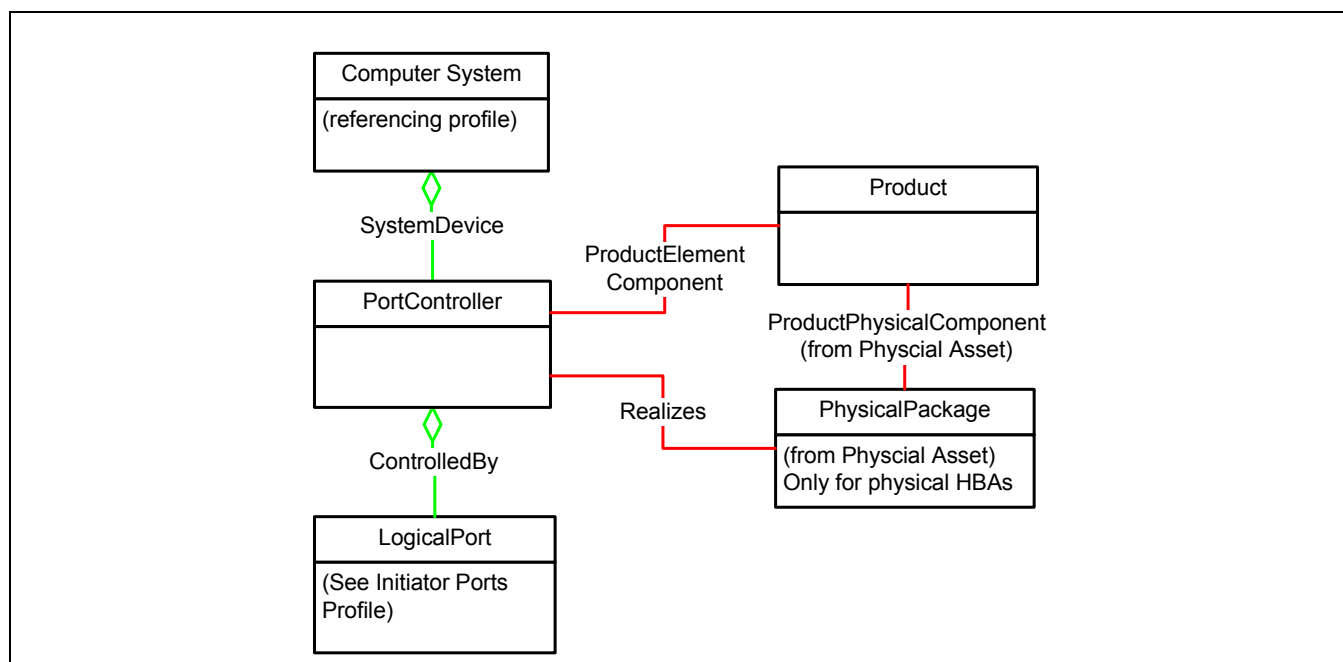 Computer System
(referencing profile)
SystemDevice
PortController
ControlledBy
LogicalPort
(See Initiator Ports
Profile)
ProductElement
Component
Realizes
Product
ProductPhysicalComponent
(from Physcial Asset)
PhysicalPackage
(from Physcial Asset)
Only for physical HBAs